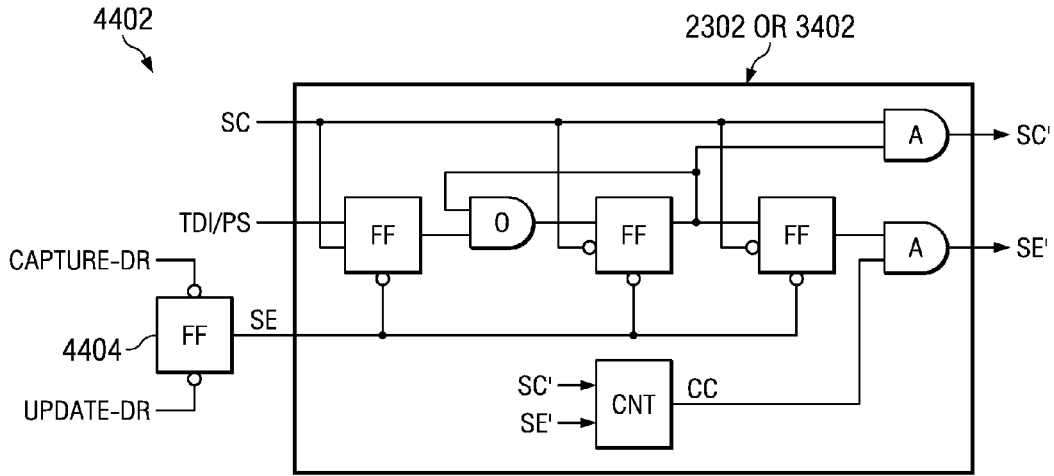 4402
2302 OR 3402
SC
A
SC'
TDI/PS
FF
O
FF
FF
A
SE'
CAPTURE-DR
FF
SE
4404
UPDATE-DR
SC'
SE'
CNT
CC